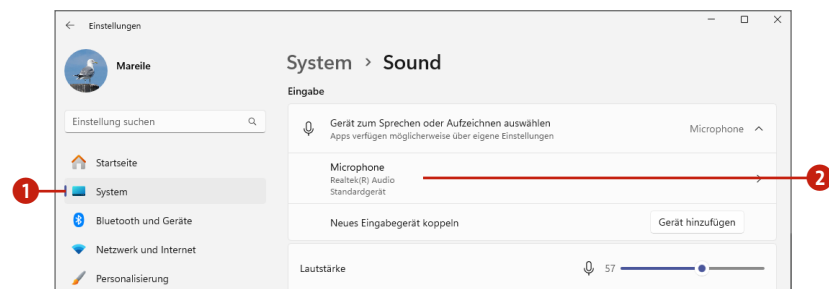 Einstellungen
Mareile
Einstellung suchen
Startseite
System
Bluetooth und Geräte
Netzwerk und Internet
Personalisierung
System > Sound
Eingabe
Gerät zum Sprechen oder Aufzeichnen auswählen
Apps verfügen möglicherweise über eigene Einstellungen
Microphone
Microphone
Realtek(R) Audio
Standardgerät
Neues Eingabegerät koppeln
Gerät hinzufügen
Lautstärke
57
1
2